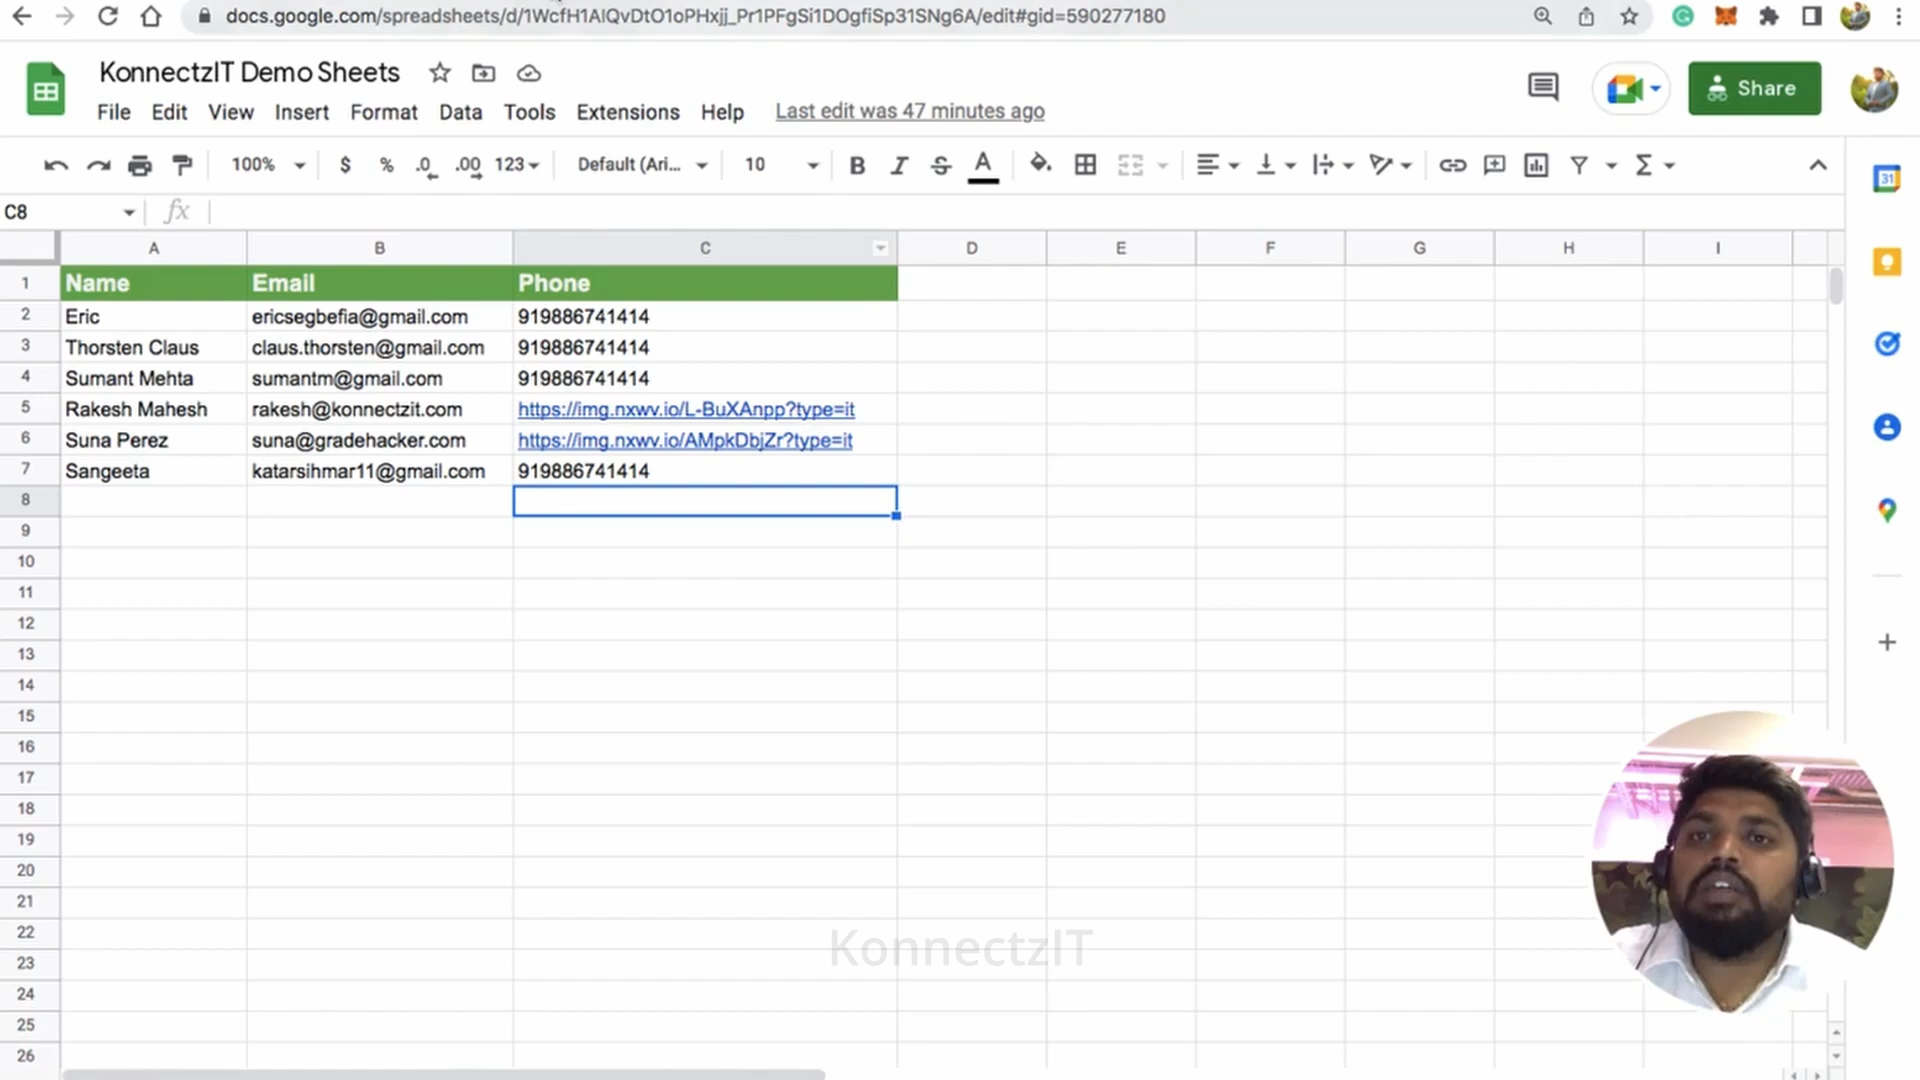 docs.google.com/spreadsheets/d/1WcfH1AlQvDtO1oPHxjj_Pr1PFgSi1DOgfiSp31SNg6A/edit#gid=590277180
KonnectzIT Demo Sheets
File Edit View Insert Format Data Tools Extensions Help Last edit was 47 minutes ago
Share
100% $ % .0 .00 123 Default (Ari... 10 B I S A Σ
31
C8 fx
A B C D E F G H I
1 Name Email Phone
2 Eric ericsegbefia@gmail.com 919886741414
3 Thorsten Claus claus.thorsten@gmail.com 919886741414
4 Sumant Mehta sumantm@gmail.com 919886741414
5 Rakesh Mahesh rakesh@konnectzit.com https://img.nxwv.io/L-BuXAnpp?type=it
6 Suna Perez suna@gradehacker.com https://img.nxwv.io/AMpkDbjZr?type=it
7 Sangeeta katarsihmar11@gmail.com 919886741414
8
9
10
11
12
13
14
15
16
17
18
19
20
21
22
KonnectzIT
23
24
25
26